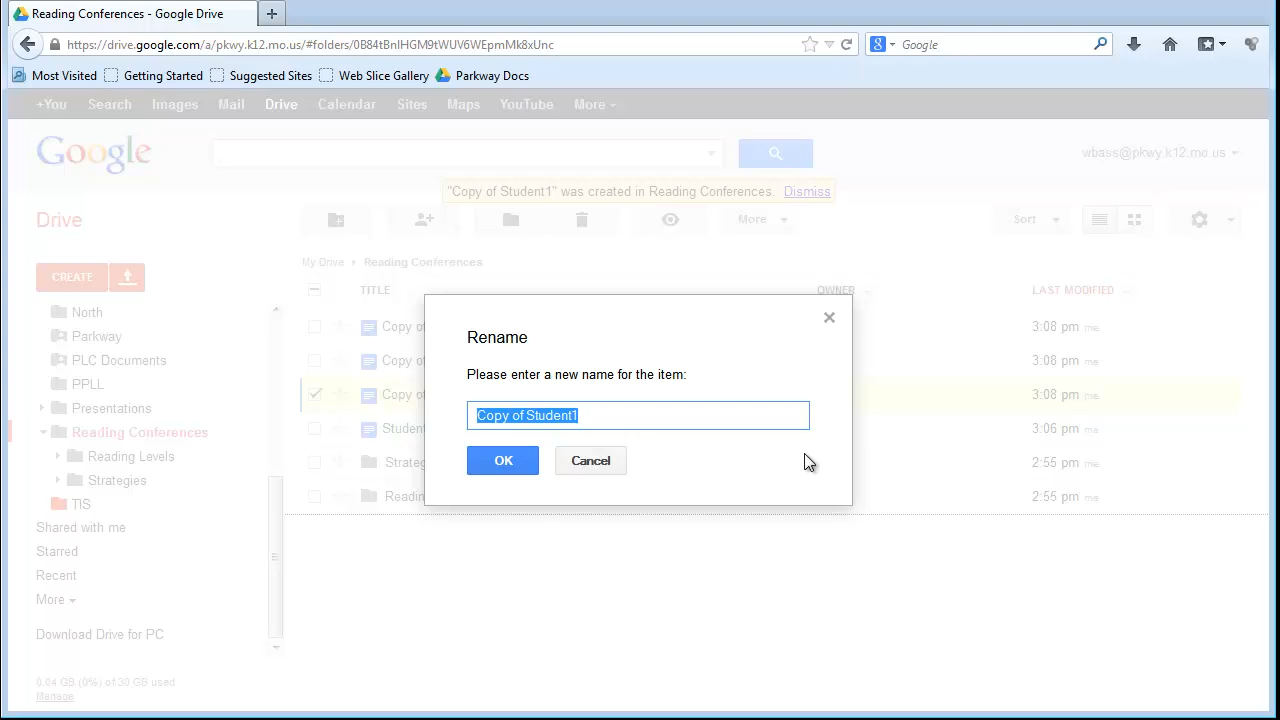 Reading Conferences - Google Drive
https://drive.google.com/a/pkwy.k12.mo.us/#folders/0B84tBnIHGM9tWUV6WEpmMk8xUnc
Google
Most Visited Getting Started Suggested Sites Web Slice Gallery Parkway Docs
+You Search Images Mail Drive Calendar Sites Maps YouTube More
Google
wbass@pkwy.k12.mo.us
"Copy of Student1" was created in Reading Conferences. Dismiss
Drive
More
Sort
My Drive Reading Conferences
CREATE
TITLE OWNER LAST MODIFIED
North
Copy of 3:08 pm me
Parkway
PLC Documents
Copy of 3:08 pm me
PPLL
Copy of 3:08 pm me
Presentations
Reading Conferences
Student 3:06 pm me
Reading Levels
Strateg 2:55 pm me
Strategies
Readin 2:55 pm me
TIS
Shared with me
Starred
Recent
More
Download Drive for PC
0.04 GB (0%) of 30 GB used
Manage
Rename
Please enter a new name for the item:
Copy of Student1
OK Cancel